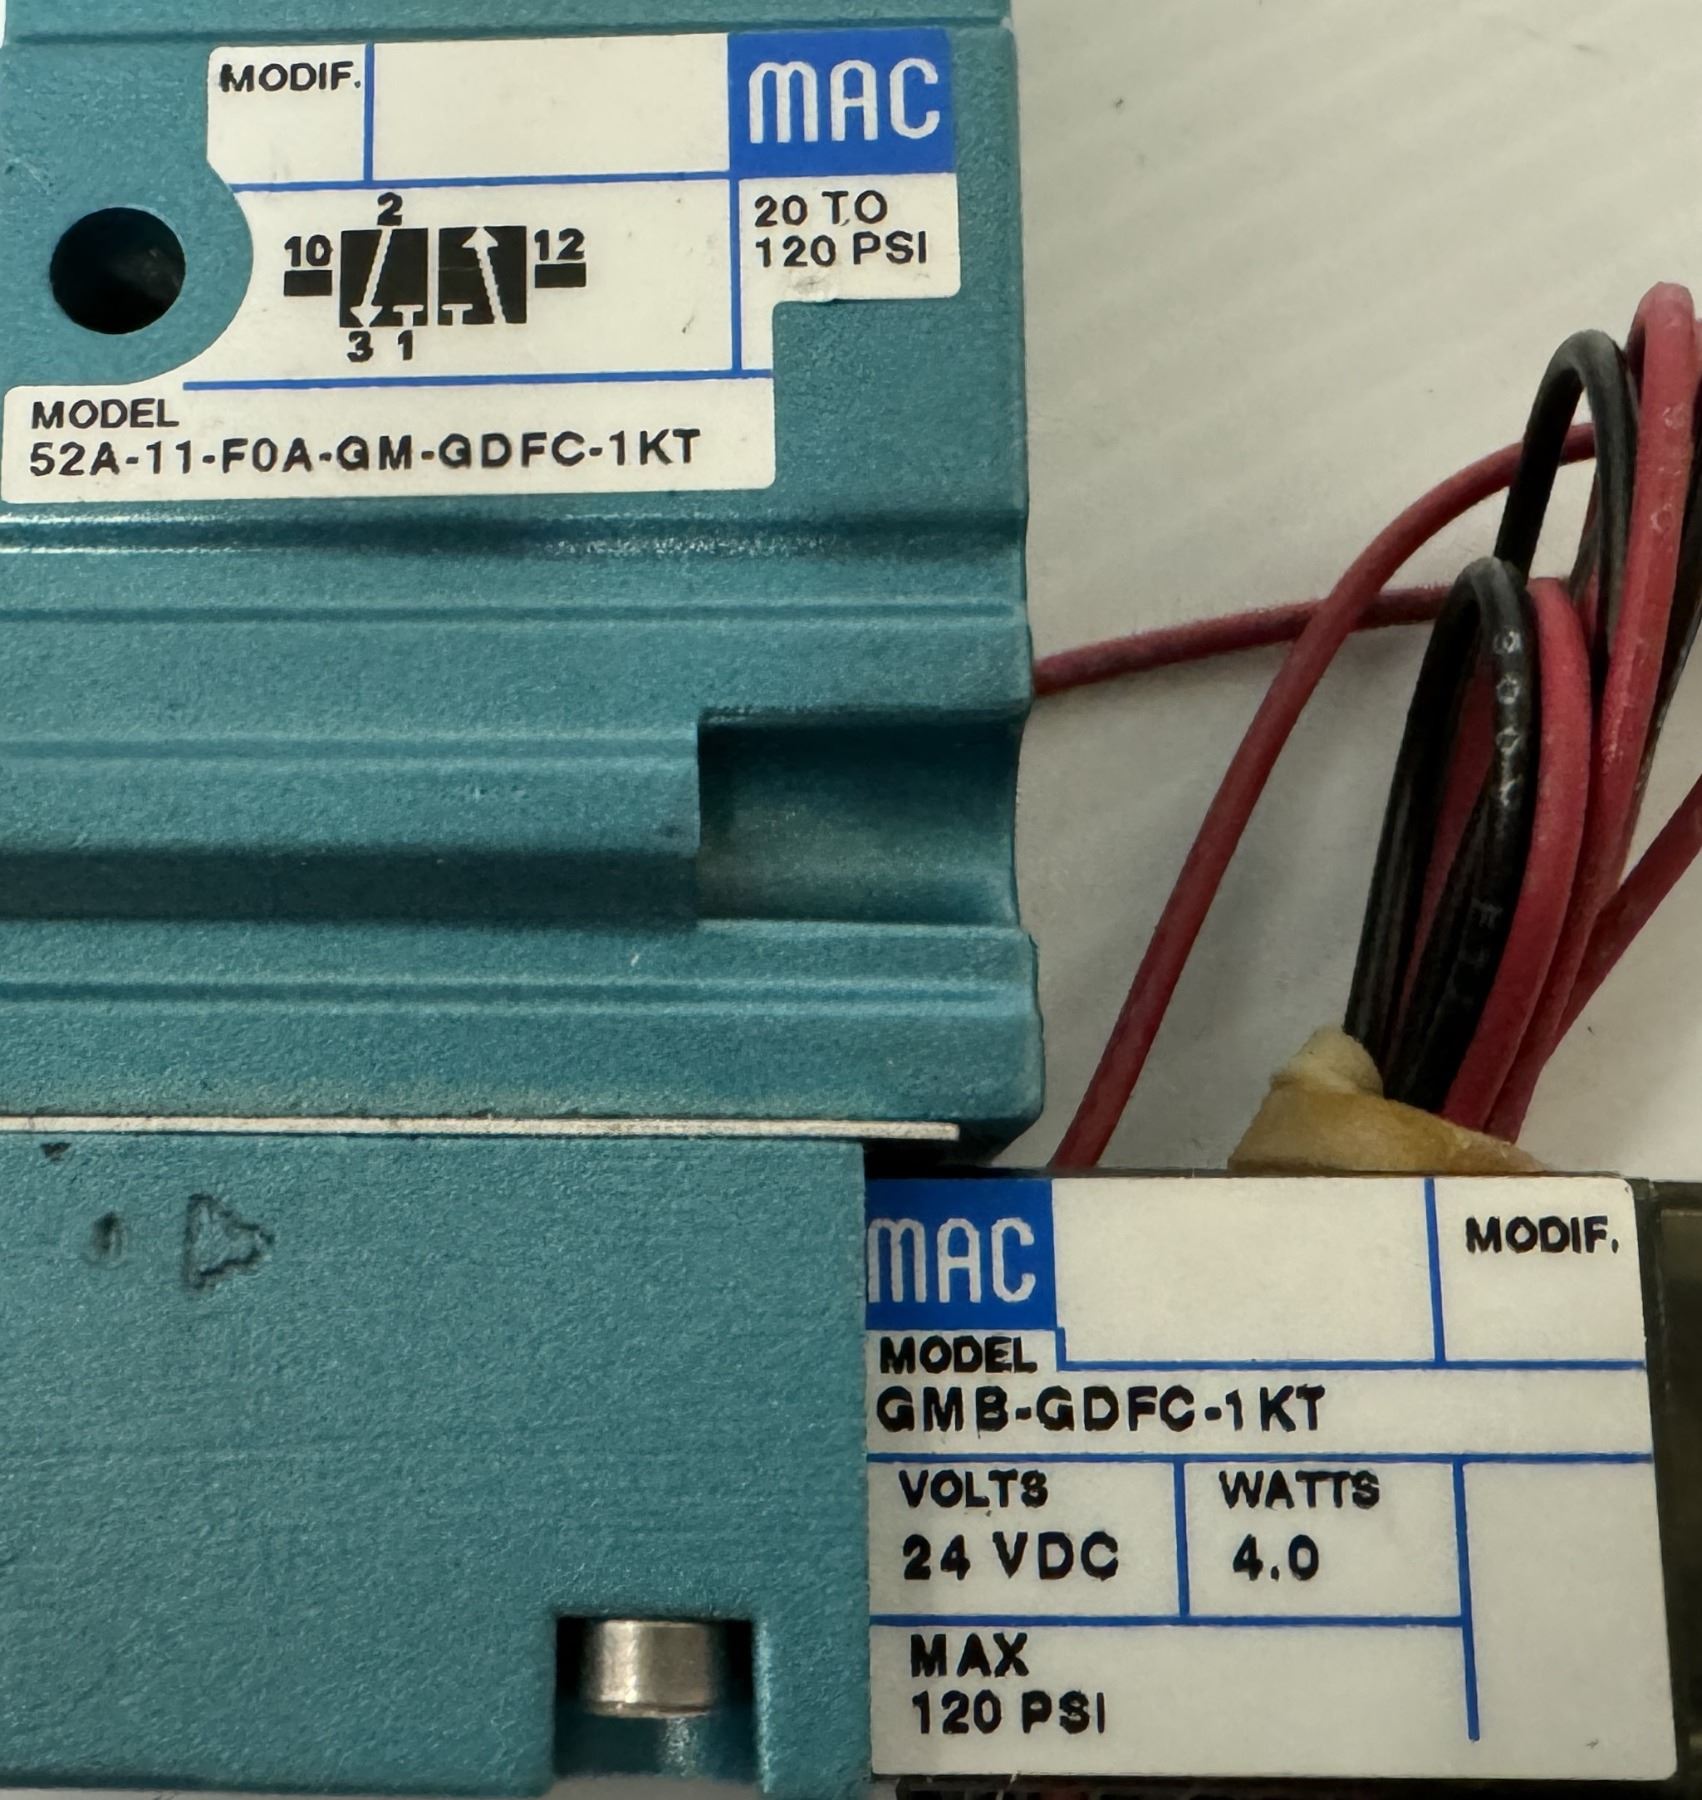 MODIF.
MAC
2
10
12
3 1
20 TO
120 PSI
MODEL
52A-11-F0A-GM-GDFC-1KT
MAC
MODIF.
MODEL
GMB-GDFC-1KT
VOLTS
24 VDC
WATTS
4.0
MAX
120 PSI